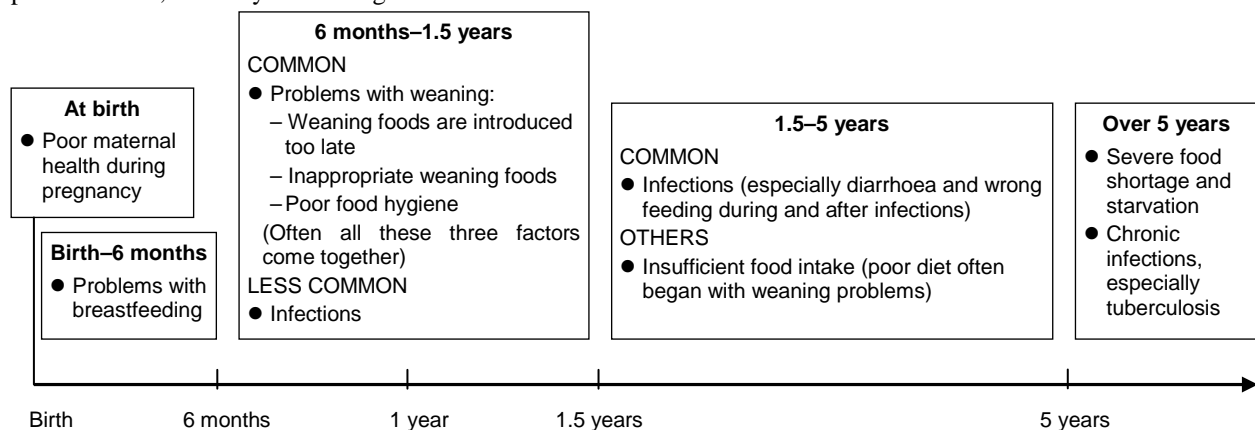 At birth
● Poor maternal
health during
pregnancy
Birth–6 months
● Problems with
breastfeeding
6 months–1.5 years
COMMON
● Problems with weaning:
– Weaning foods are introduced
too late
– Inappropriate weaning foods
– Poor food hygiene
(Often all these three factors
come together)
LESS COMMON
● Infections
1.5–5 years
COMMON
● Infections (especially diarrhoea and wrong
feeding during and after infections)
OTHERS
● Insufficient food intake (poor diet often
began with weaning problems)
Over 5 years
● Severe food
shortage and
starvation
● Chronic
infections,
especially
tuberculosis
Birth 6 months 1 year 1.5 years 5 years